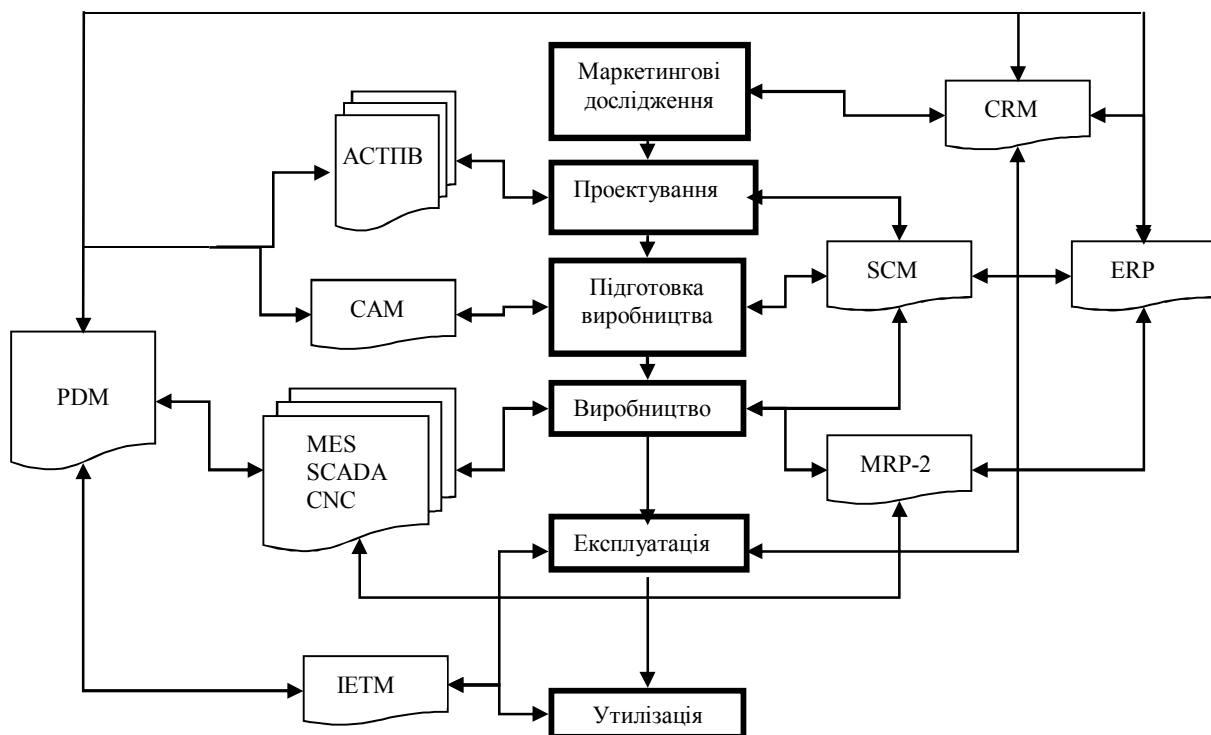 Маркетингові
дослідження
CRM
АСТПВ
Проектування
SCM
ERP
CAM
Підготовка
виробництва
PDM
Виробництво
MES
SCADA
CNC
MRP-2
Експлуатація
IETM
Утилізація